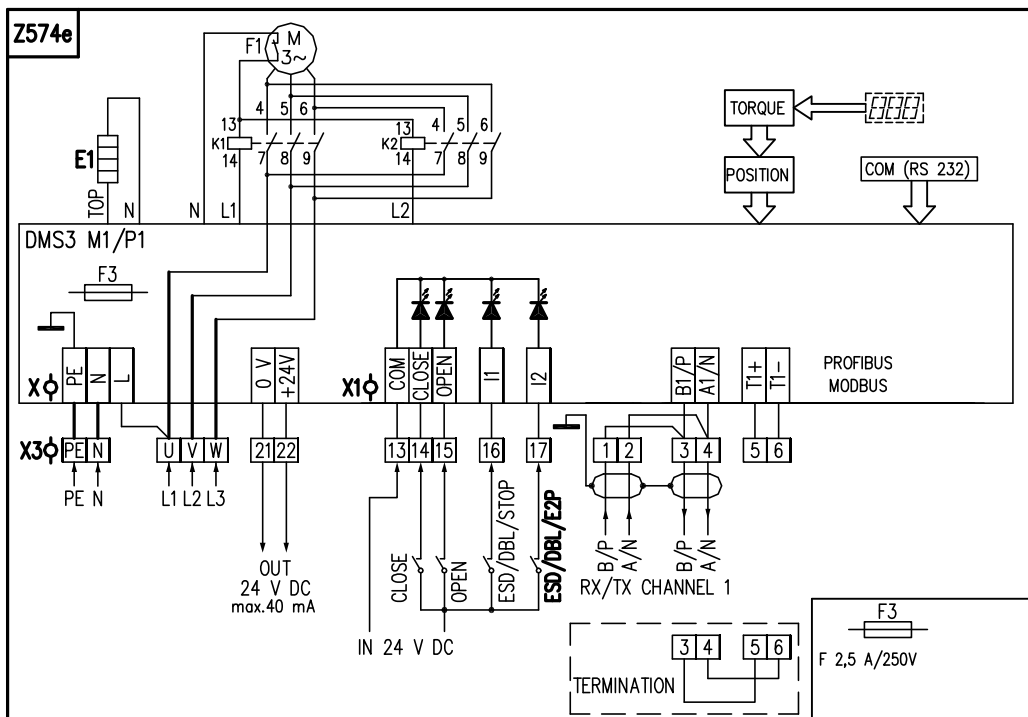 Z574e
F1
M
3~
4 5 6
4 5 6
13
K1
14
7 8 9
13
K2
14
7 8 9
E1
TOP
N
N
L1
L2
TORQUE
POSITION
COM (RS 232)
DMS3 M1/P1
F3
X
PE
N
L
0 V
+24V
X1
COM
CLOSE
OPEN
I1
I2
B1/P
A1/N
T1+
T1-
PROFIBUS
MODBUS
X3
PE N U V W 21 22 13 14 15 16 17 1 2 3 4 5 6
PE N L1 L2 L3
OUT
24 V DC
max.40 mA
CLOSE
OPEN
ESD/DBL/STOP
ESD/DBL/E2P
B/P
A/N
B/P
A/N
RX/TX CHANNEL 1
IN 24 V DC
TERMINATION
3 4 5 6
F3
F 2,5 A/250V